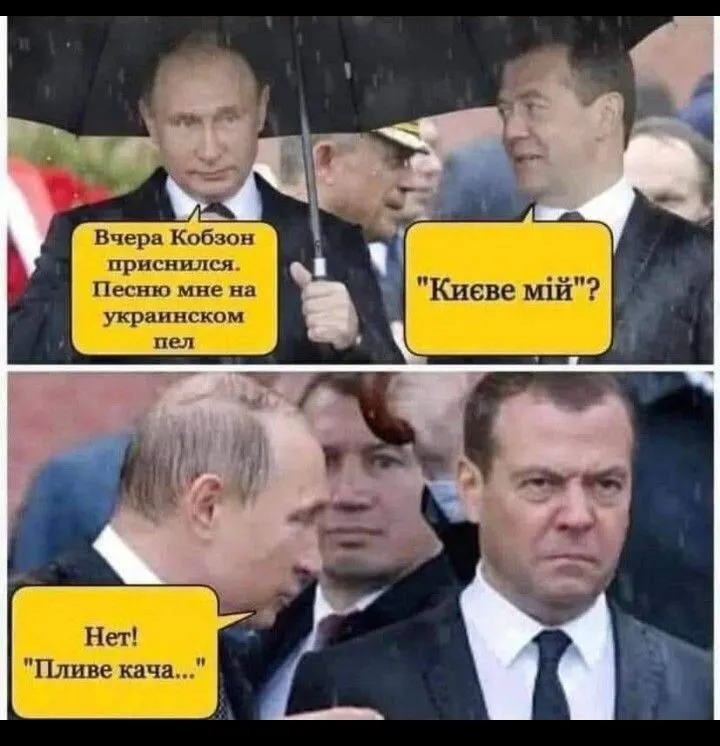 Вчера Кобзон
приснился.
Песню мне на
украинском
пел
"Києве мій"?
Нет!
"Пливе кача..."